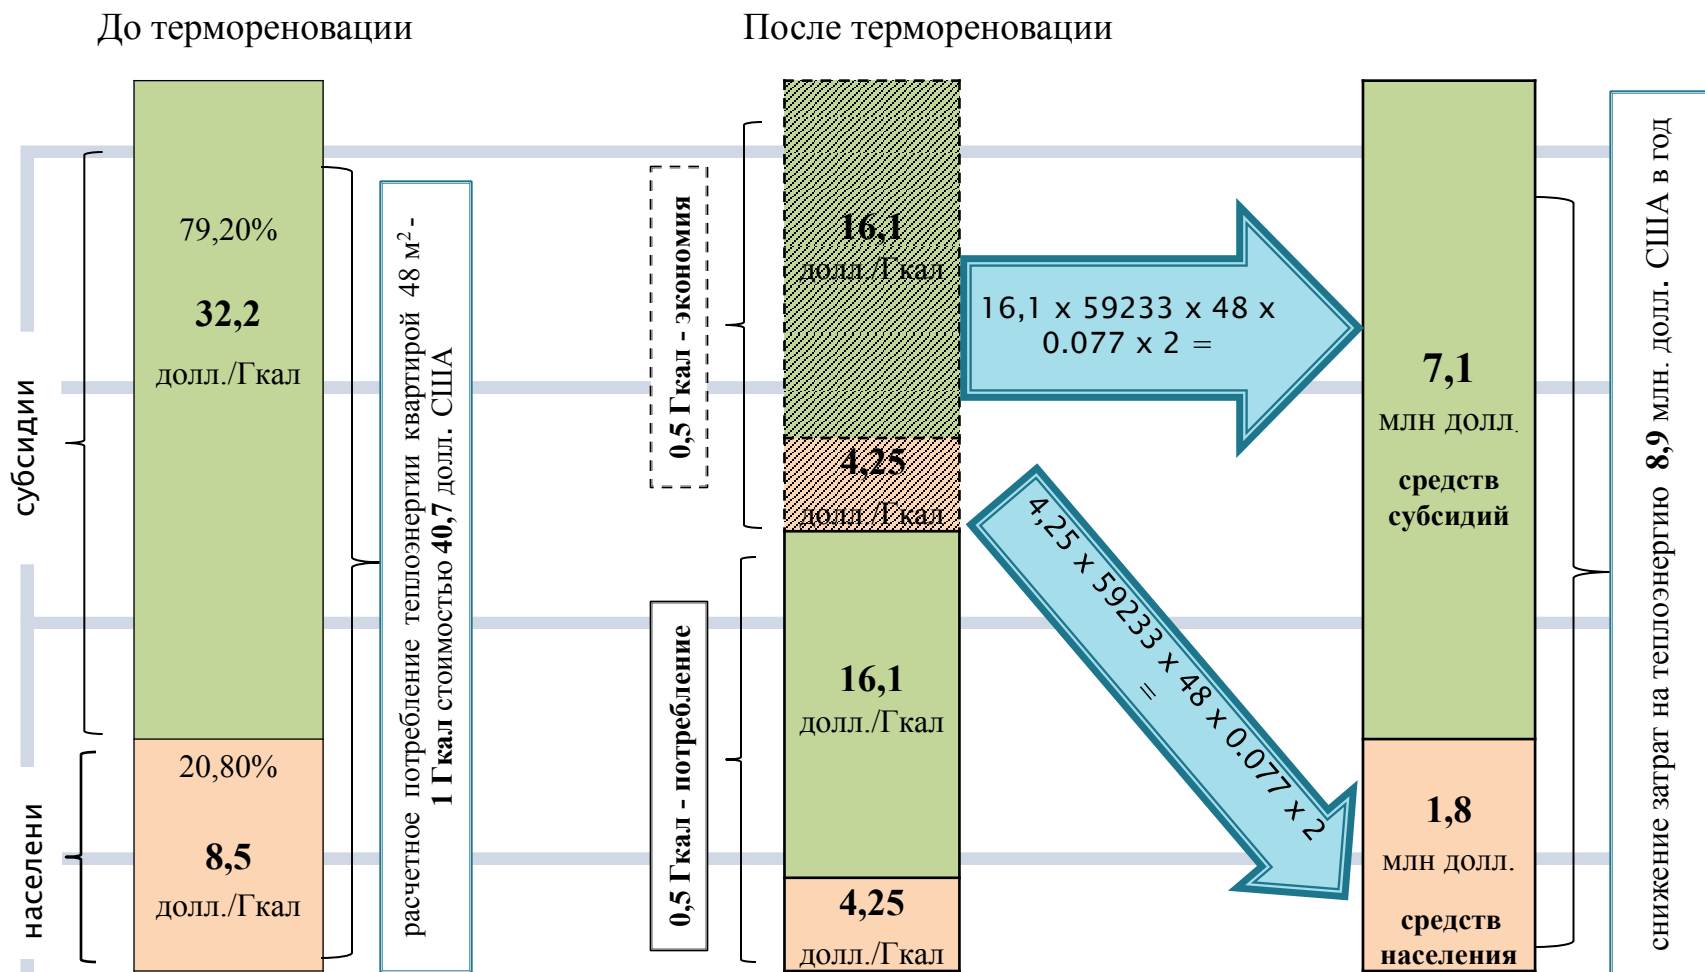 До термореновации
После термореновации
субсидии
населени
79,20%
32,2
долл./Гкал
20,80%
8,5
долл./Гкал
расчетное потребление теплоэнергии квартирой 48 м² -
1 Гкал стоимостью 40,7 долл. США
0,5 Гкал - экономия
0,5 Гкал - потребление
16,1
долл./Гкал
4,25
долл./Гкал
16,1
долл./Гкал
4,25
долл./Гкал
16,1 x 59233 x 48 x
0.077 x 2 =
4,25 x 59233 x 48 x 0.077 x 2
=
7,1
млн долл.
средств
субсидий
1,8
млн долл.
средств
населения
снижение затрат на теплоэнергию 8,9 млн. долл. США в год